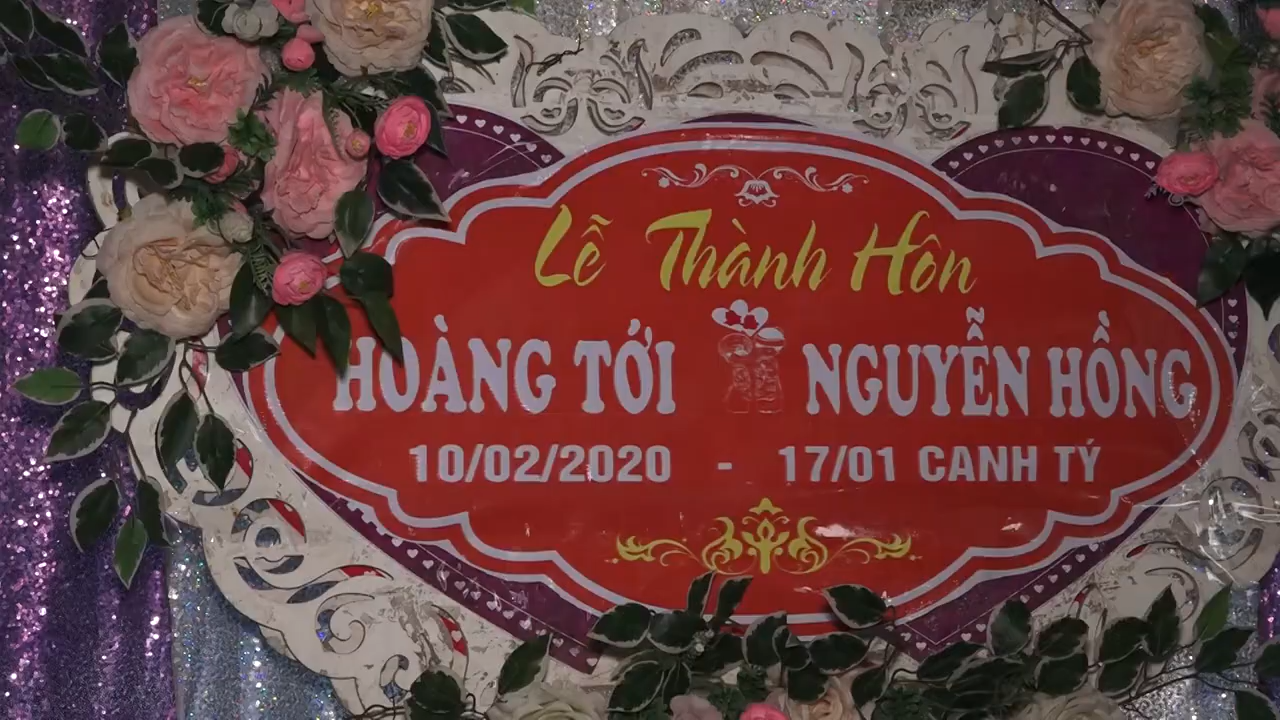 Lễ Thành Hôn
HOÀNG TỚI NGUYỄN HỒNG
10/02/2020 - 17/01 CANH TÝ